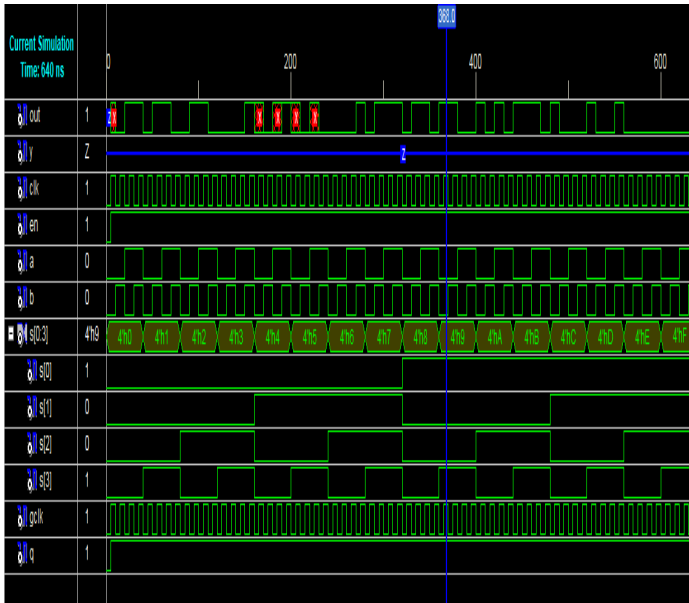 368.0
Current Simulation
Time: 640 ns
0 200 400 600
out 1 Z X X X X X
y Z Z
clk 1
en 1
a 0
b 0
s[0:3] 4'h9 4'h0 4'h1 4'h2 4'h3 4'h4 4'h5 4'h6 4'h7 4'h8 4'h9 4'hA 4'hB 4'hC 4'hD 4'hE 4'hF
s[0] 1
s[1] 0
s[2] 0
s[3] 1
gclk 1
q 1